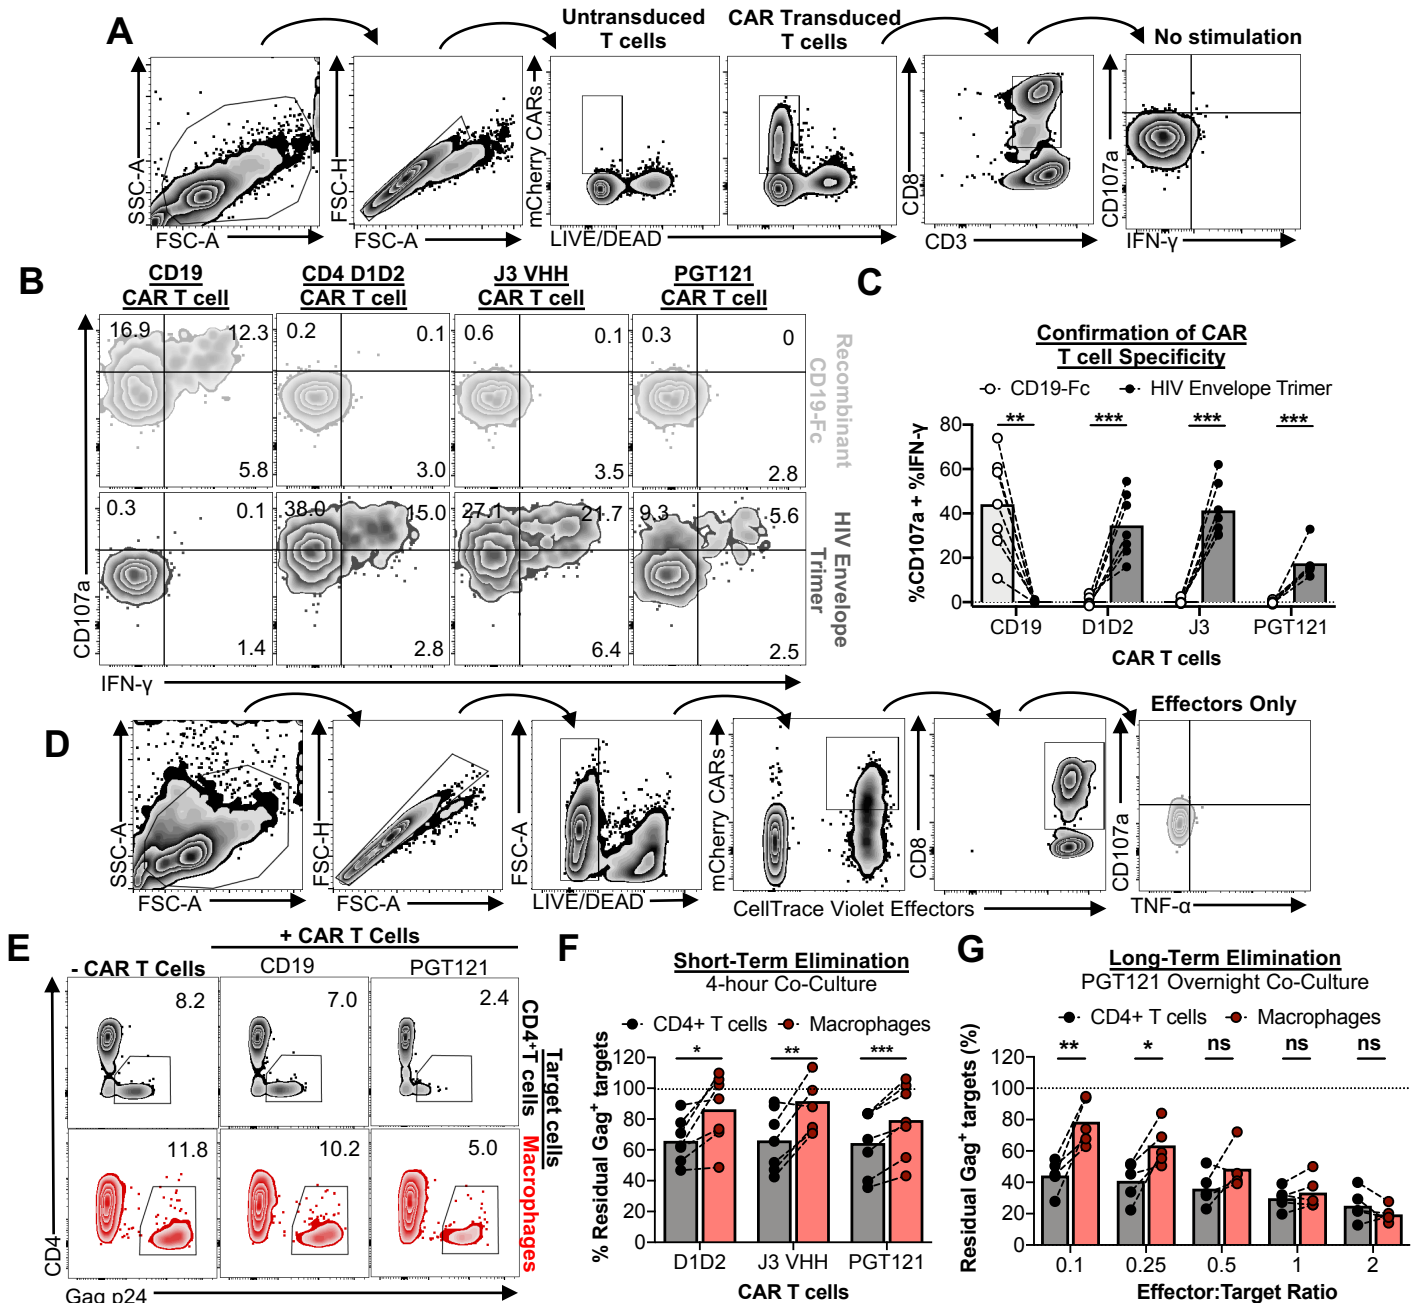 A
Untransduced
T cells
CAR Transduced
T cells
No stimulation
SSC-A
FSC-A
FSC-H
FSC-A
mCherry CARs
LIVE/DEAD
CD8
CD3
CD107a
IFN-γ
B
CD19
CAR T cell
CD4 D1D2
CAR T cell
J3 VHH
CAR T cell
PGT121
CAR T cell
16.9 12.3
5.8
0.2 0.1
3.0
0.6 0.1
3.5
0.3 0
2.8
Recombinant
CD19-Fc
0.3 0.1
1.4
38.0 15.0
2.8
27.1 21.7
6.4
9.3 5.6
2.5
HIV Envelope
Trimer
CD107a
IFN-γ
C
Confirmation of CAR
T cell Specificity
CD19-Fc HIV Envelope Trimer
** *** *** ***
%CD107a + %IFN-γ
80
60
40
20
0
CD19 D1D2 J3 PGT121
CAR T cells
D
Effectors Only
SSC-A
FSC-A
FSC-H
FSC-A
FSC-A
LIVE/DEAD
mCherry CARs
CellTrace Violet Effectors
CD8
CD107a
TNF-α
E
+ CAR T Cells
- CAR T Cells CD19 PGT121
8.2 7.0 2.4
11.8 10.2 5.0
CD4+T cells
Macrophages
Target cells
CD4
Gag p24
F
Short-Term Elimination
4-hour Co-Culture
CD4+ T cells Macrophages
* ** ***
% Residual Gag+ targets
120
100
80
60
40
20
0
D1D2 J3 VHH PGT121
CAR T cells
G
Long-Term Elimination
PGT121 Overnight Co-Culture
CD4+ T cells Macrophages
** * ns ns ns
Residual Gag+ targets (%)
120
100
80
60
40
20
0
0.1 0.25 0.5 1 2
Effector:Target Ratio